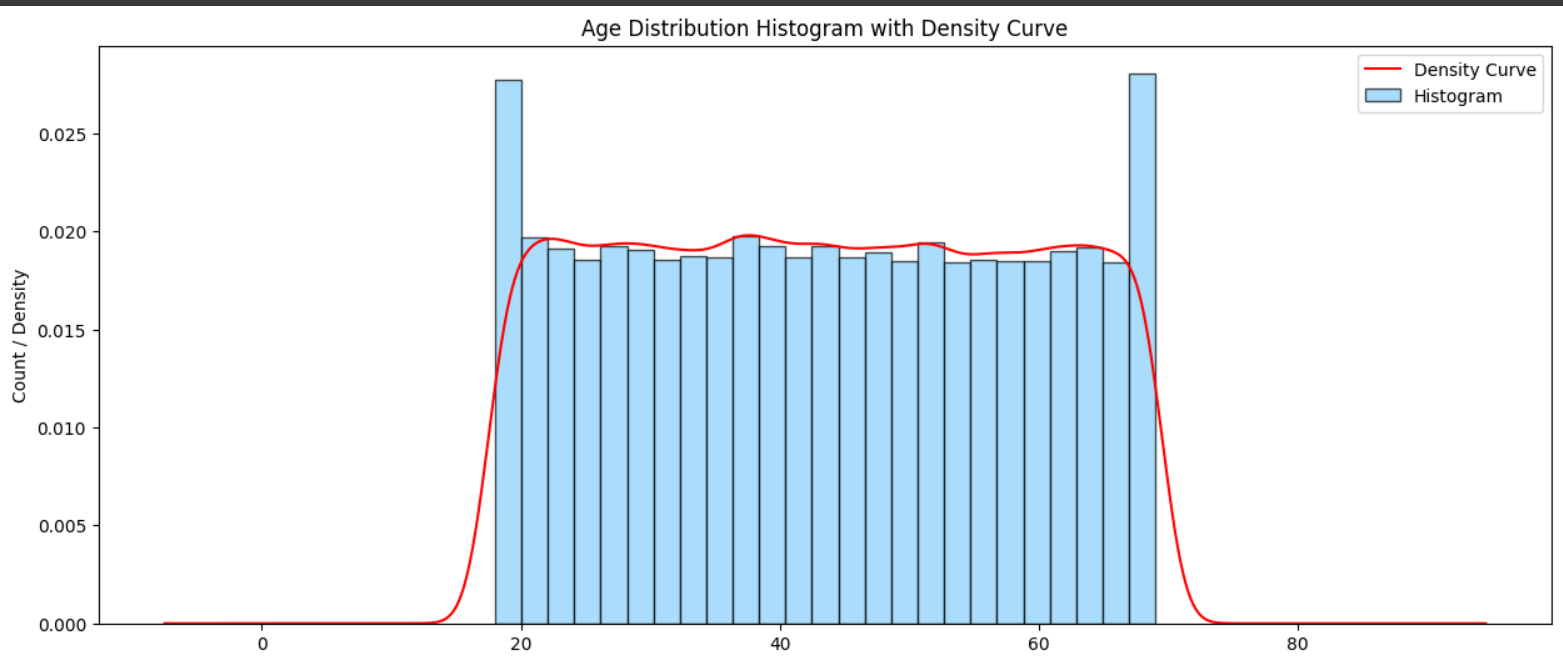 Age Distribution Histogram with Density Curve
Density Curve
Histogram
Count / Density
0.025
0.020
0.015
0.010
0.005
0.000
0 20 40 60 80